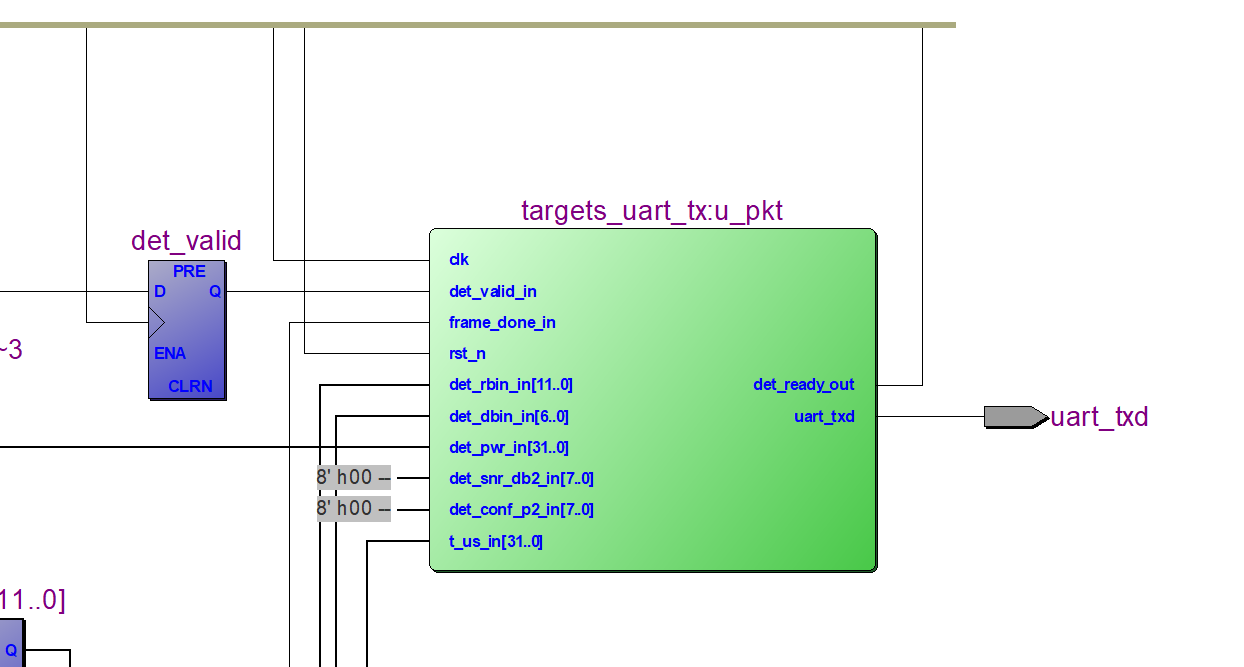 targets_uart_tx:u_pkt
det_valid
PRE
D Q
ENA
CLRN
~3
clk
det_valid_in
frame_done_in
rst_n
det_rbin_in[11..0]
det_dbin_in[6..0]
det_pwr_in[31..0]
8' h00 --
det_snr_db2_in[7..0]
8' h00 --
det_conf_p2_in[7..0]
t_us_in[31..0]
det_ready_out
uart_txd
uart_txd
11..0]
Q